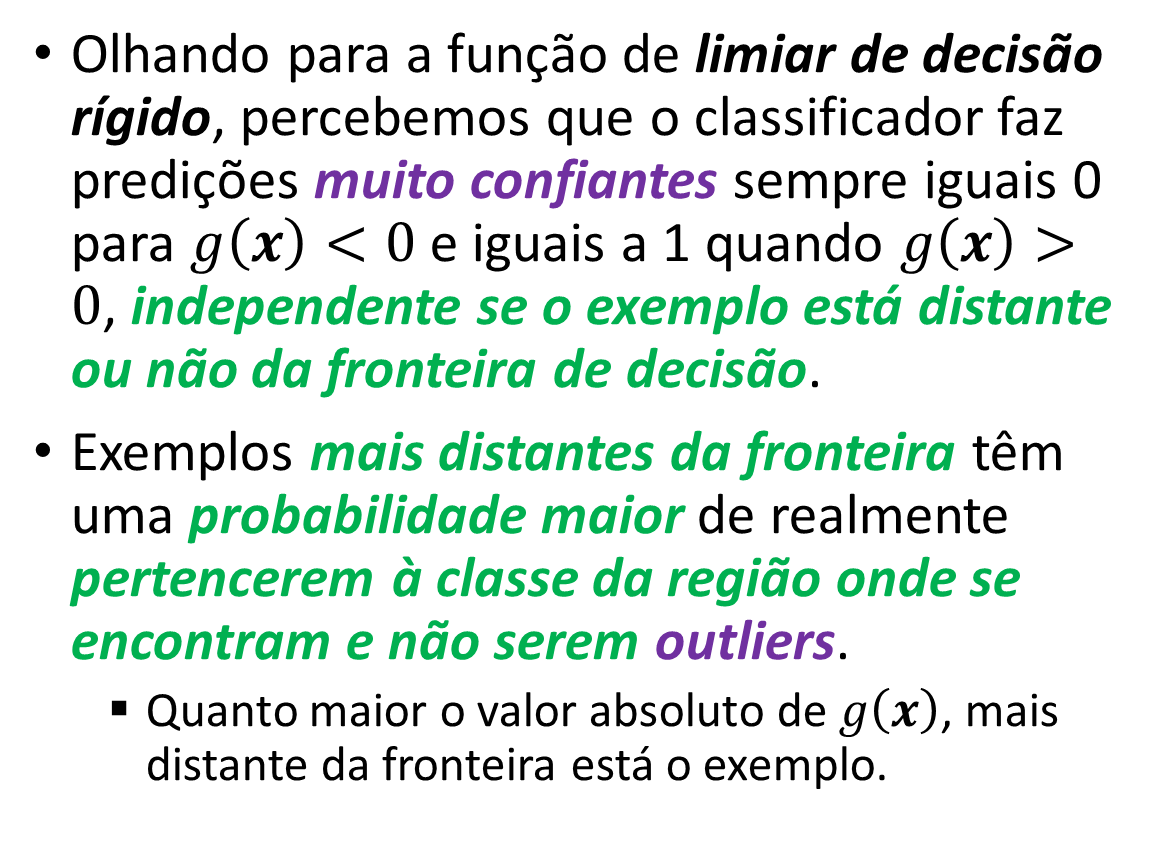 • Olhando para a função de limiar de decisão
rígido, percebemos que o classificador faz
predições muito confiantes sempre iguais 0
para g(x) < 0 e iguais a 1 quando g(x) >
0, independente se o exemplo está distante
ou não da fronteira de decisão.
• Exemplos mais distantes da fronteira têm
uma probabilidade maior de realmente
pertencerem à classe da região onde se
encontram e não serem outliers.
▪ Quanto maior o valor absoluto de g(x), mais
distante da fronteira está o exemplo.